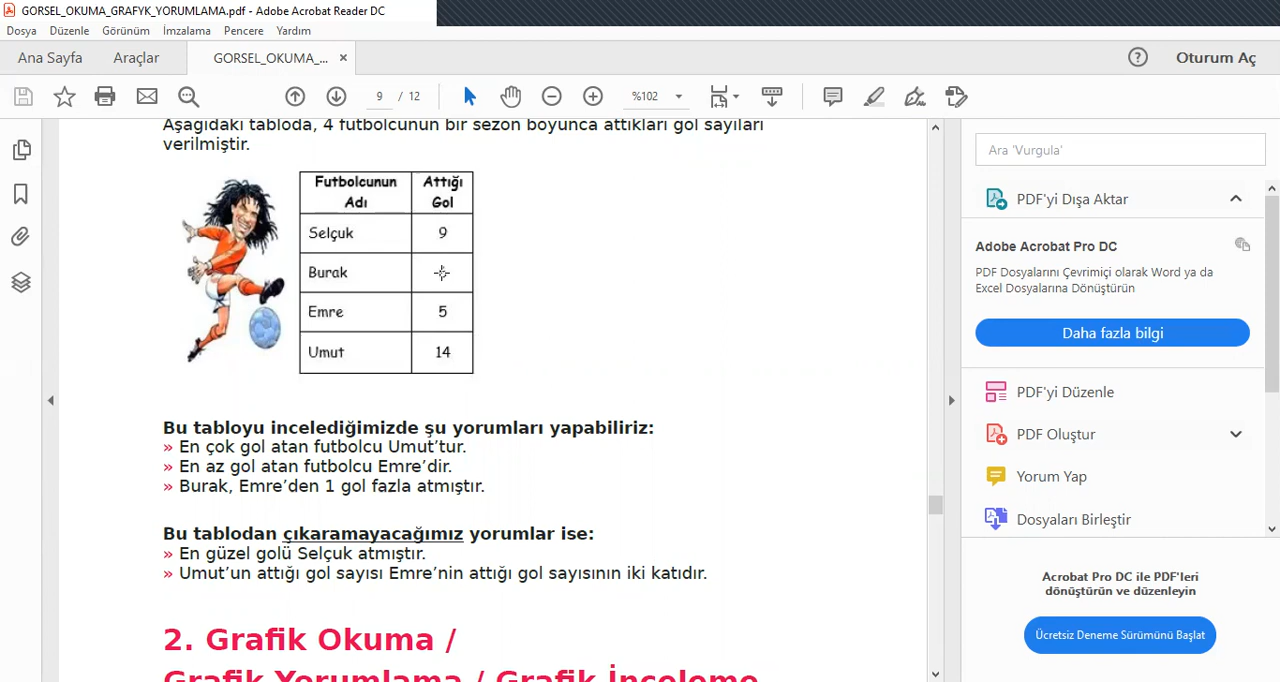 GORSEL_OKUMA_GRAFYK_YORUMLAMA.pdf - Adobe Acrobat Reader DC
Dosya Düzenle Görünüm İmzalama Pencere Yardım
Ana Sayfa Araçlar GORSEL_OKUMA_... × ? Oturum Aç
9 / 12 %102
Aşağıdaki tabloda, 4 futbolcunun bir sezon boyunca attıkları gol sayıları
verilmiştir.
Futbolcunun Adı Attığı Gol
Selçuk 9
Burak
Emre 5
Umut 14
Bu tabloyu incelediğimizde şu yorumları yapabiliriz:
» En çok gol atan futbolcu Umut’tur.
» En az gol atan futbolcu Emre’dir.
» Burak, Emre’den 1 gol fazla atmıştır.
Bu tablodan çıkaramayacağımız yorumlar ise:
» En güzel golü Selçuk atmıştır.
» Umut’un attığı gol sayısı Emre’nin attığı gol sayısının iki katıdır.
2. Grafik Okuma /
Grafik Yorumlama / Grafik İnceleme
Ara 'Vurgula'
PDF'yi Dışa Aktar
Adobe Acrobat Pro DC
PDF Dosyalarını Çevrimiçi olarak Word ya da
Excel Dosyalarına Dönüştürün
Daha fazla bilgi
PDF'yi Düzenle
PDF Oluştur
Yorum Yap
Dosyaları Birleştir
Acrobat Pro DC ile PDF'leri
dönüştürün ve düzenleyin
Ücretsiz Deneme Sürümünü Başlat